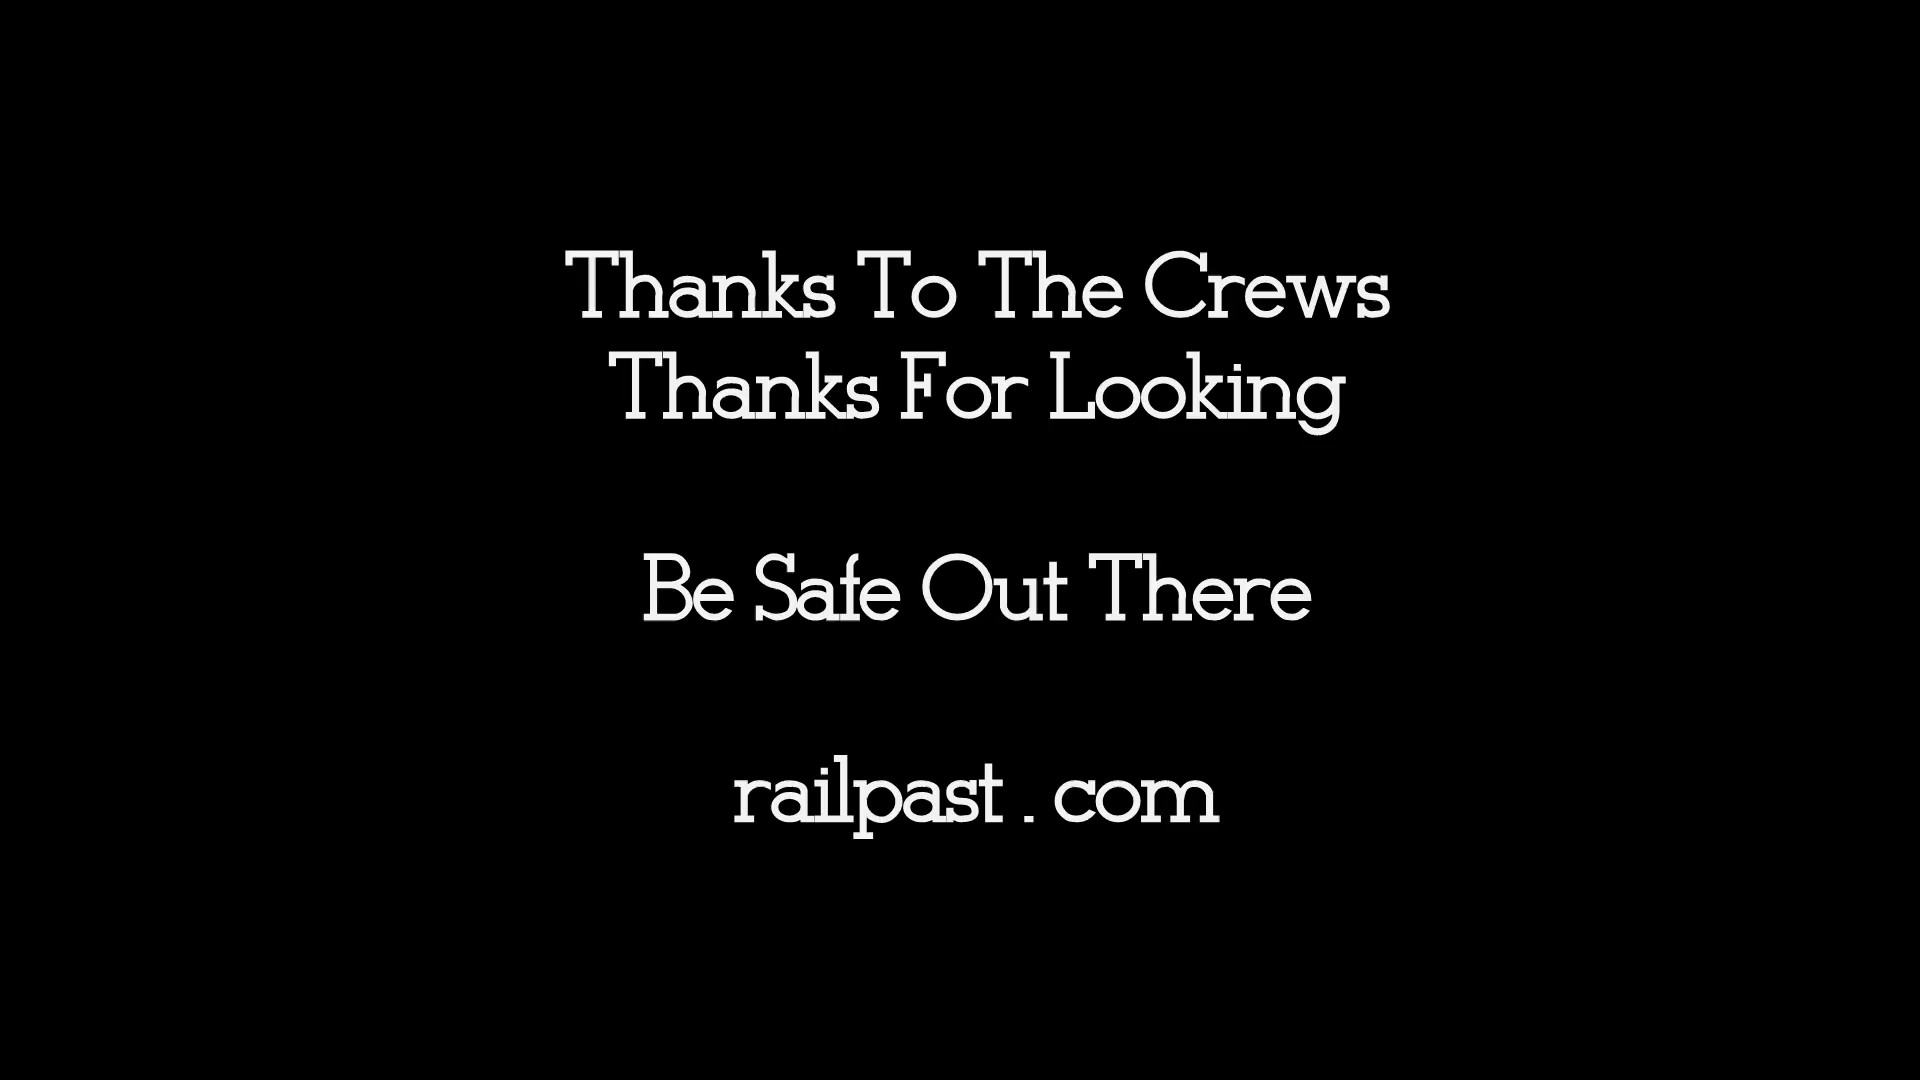 Thanks To The Crews
Thanks For Looking
Be Safe Out There
railpast . com